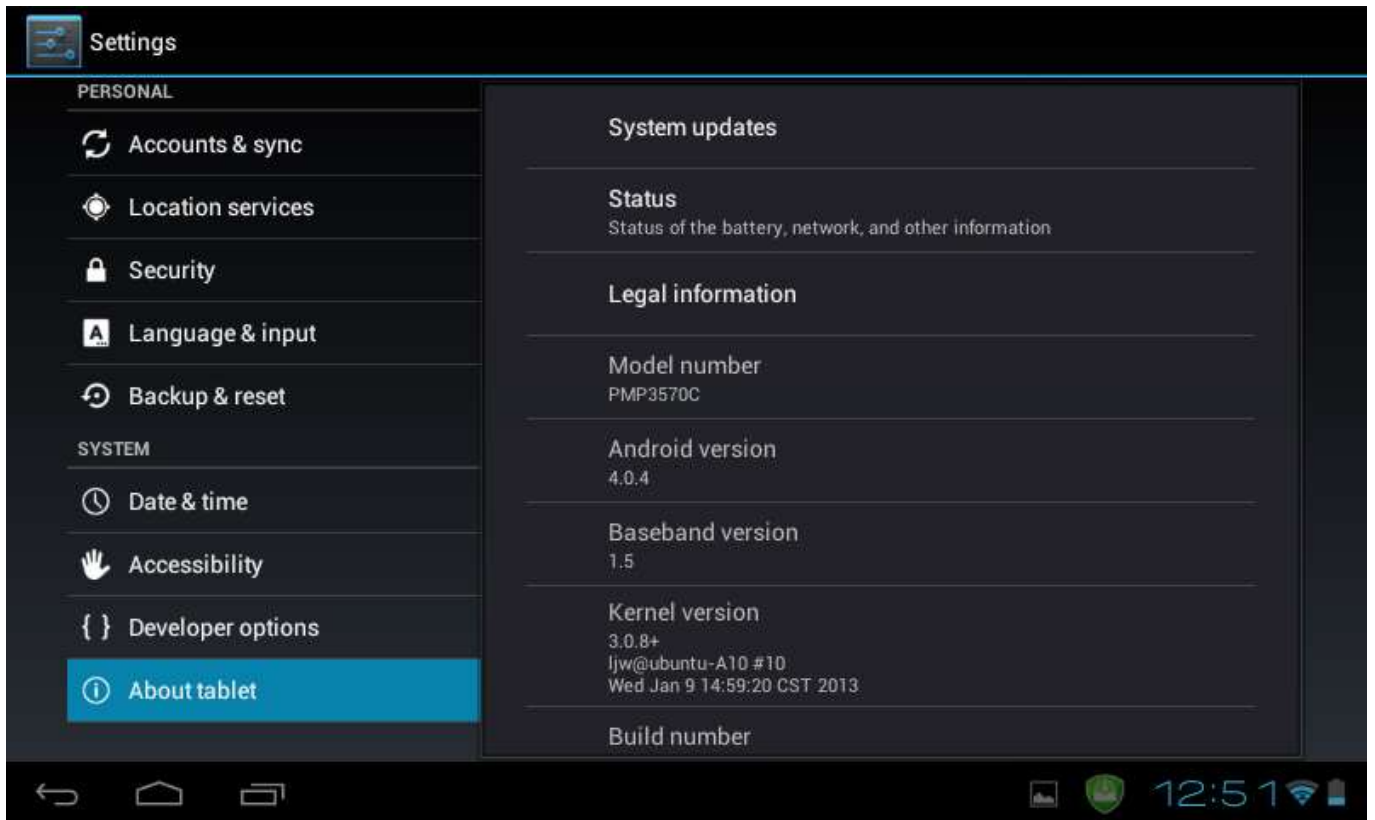 Settings
PERSONAL
Accounts & sync
Location services
Security
Language & input
Backup & reset
SYSTEM
Date & time
Accessibility
{ } Developer options
About tablet
System updates
Status
Status of the battery, network, and other information
Legal information
Model number
PMP3570C
Android version
4.0.4
Baseband version
1.5
Kernel version
3.0.8+
ljw@ubuntu-A10 #10
Wed Jan 9 14:59:20 CST 2013
Build number
12:51